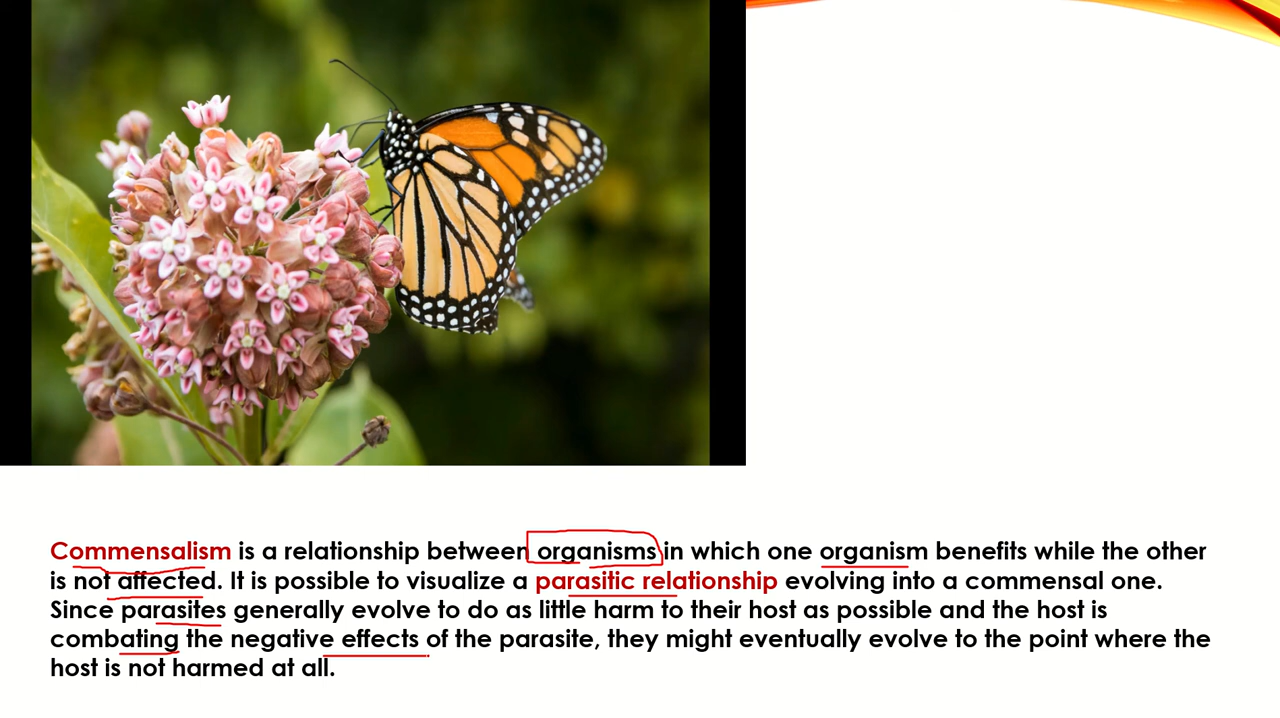 Commensalism is a relationship between organisms in which one organism benefits while the other
is not affected. It is possible to visualize a parasitic relationship evolving into a commensal one.
Since parasites generally evolve to do as little harm to their host as possible and the host is
combating the negative effects of the parasite, they might eventually evolve to the point where the
host is not harmed at all.